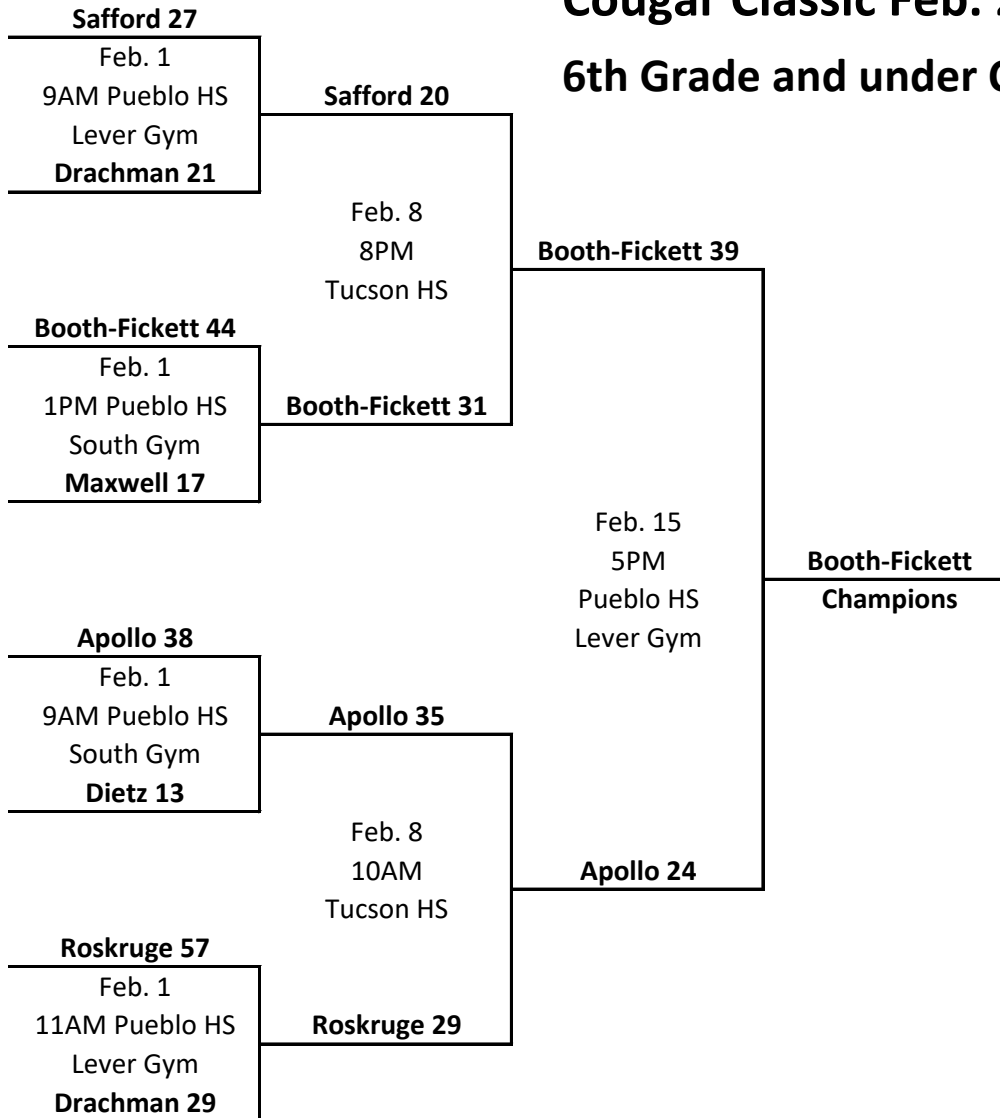 Cougar Classic Feb.
6th Grade and under
Safford 27
Feb. 1
9AM Pueblo HS
Lever Gym
Drachman 21
Safford 20
Feb. 8
8PM
Tucson HS
Booth-Fickett 39
Booth-Fickett 44
Feb. 1
1PM Pueblo HS
South Gym
Maxwell 17
Booth-Fickett 31
Feb. 15
5PM
Pueblo HS
Lever Gym
Booth-Fickett
Champions
Apollo 38
Feb. 1
9AM Pueblo HS
South Gym
Dietz 13
Apollo 35
Feb. 8
10AM
Tucson HS
Apollo 24
Roskruge 57
Feb. 1
11AM Pueblo HS
Lever Gym
Drachman 29
Roskruge 29